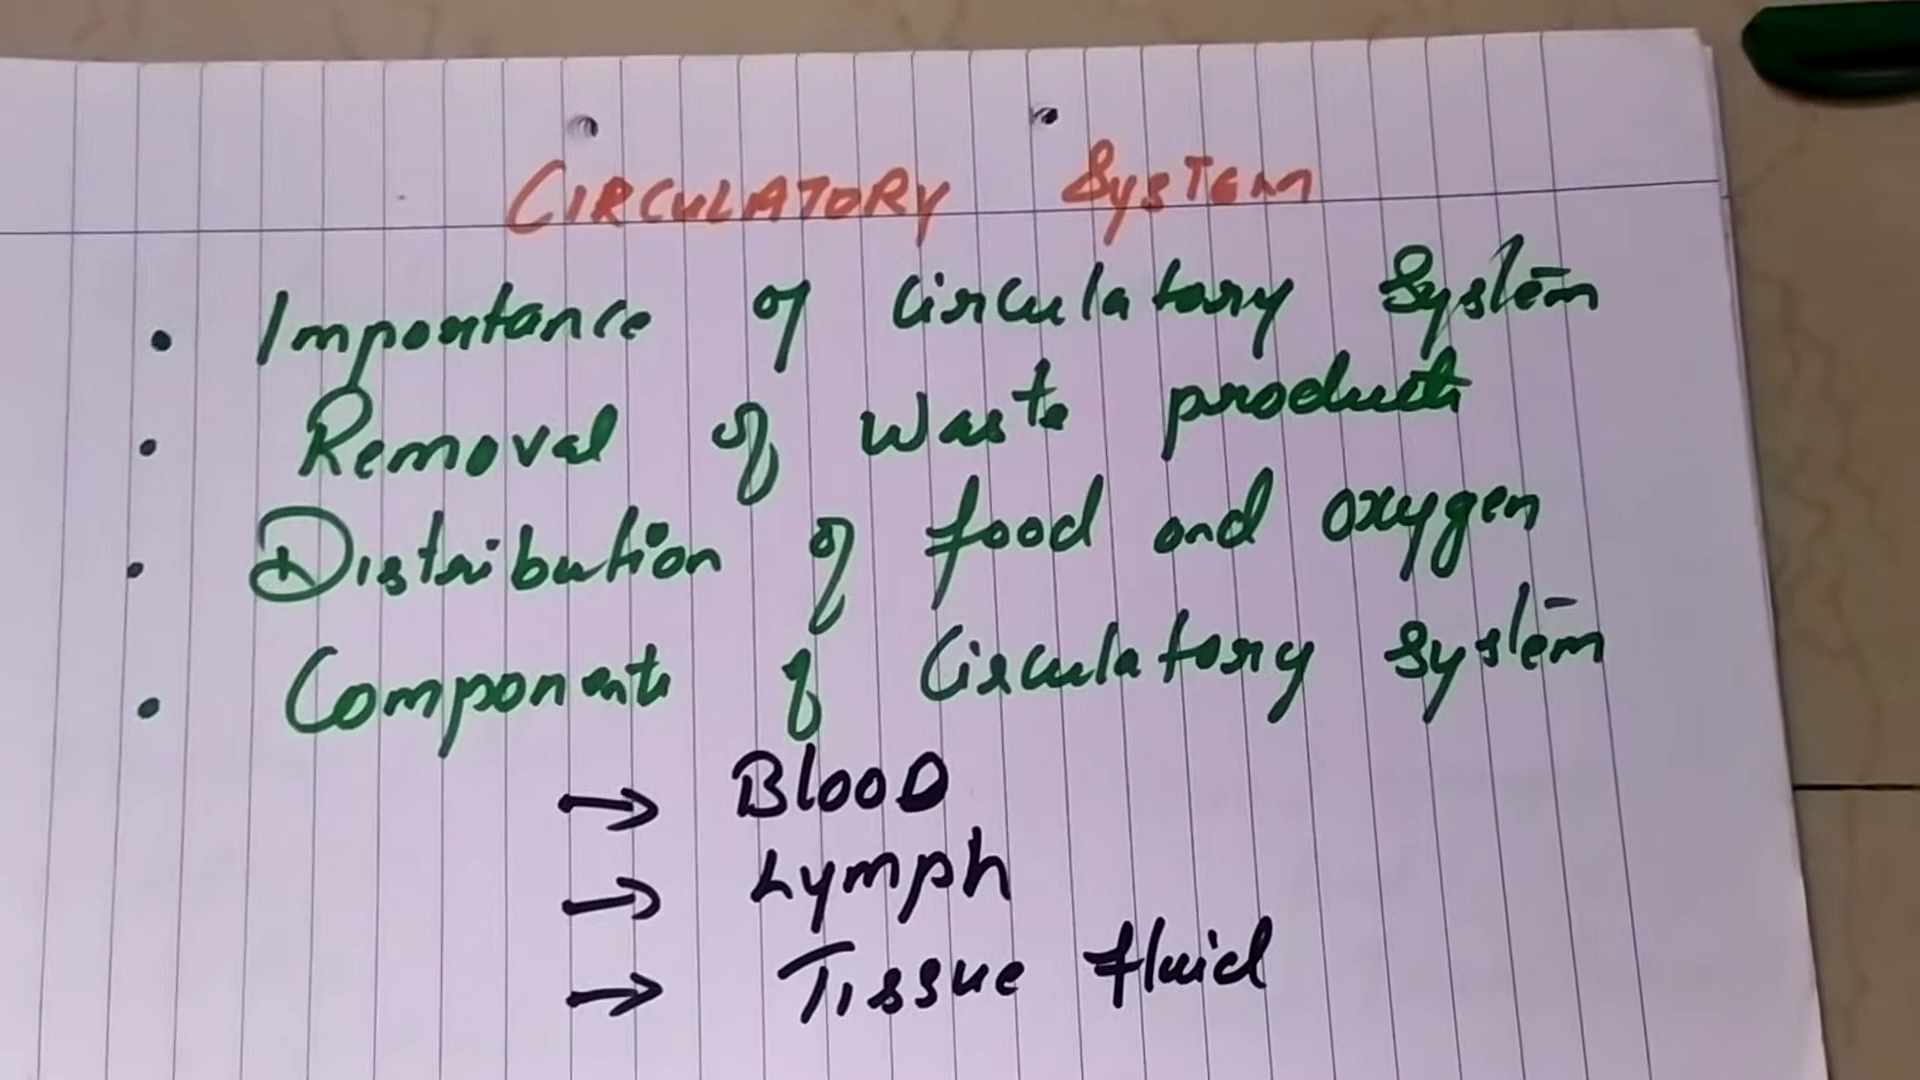 CIRCULATORY SYSTEM
• Importance of Circulatory System
• Removal of Waste products
• Distribution of food and oxygen
• Components of Circulatory System
→ BLOOD
→ Lymph
→ Tissue fluid